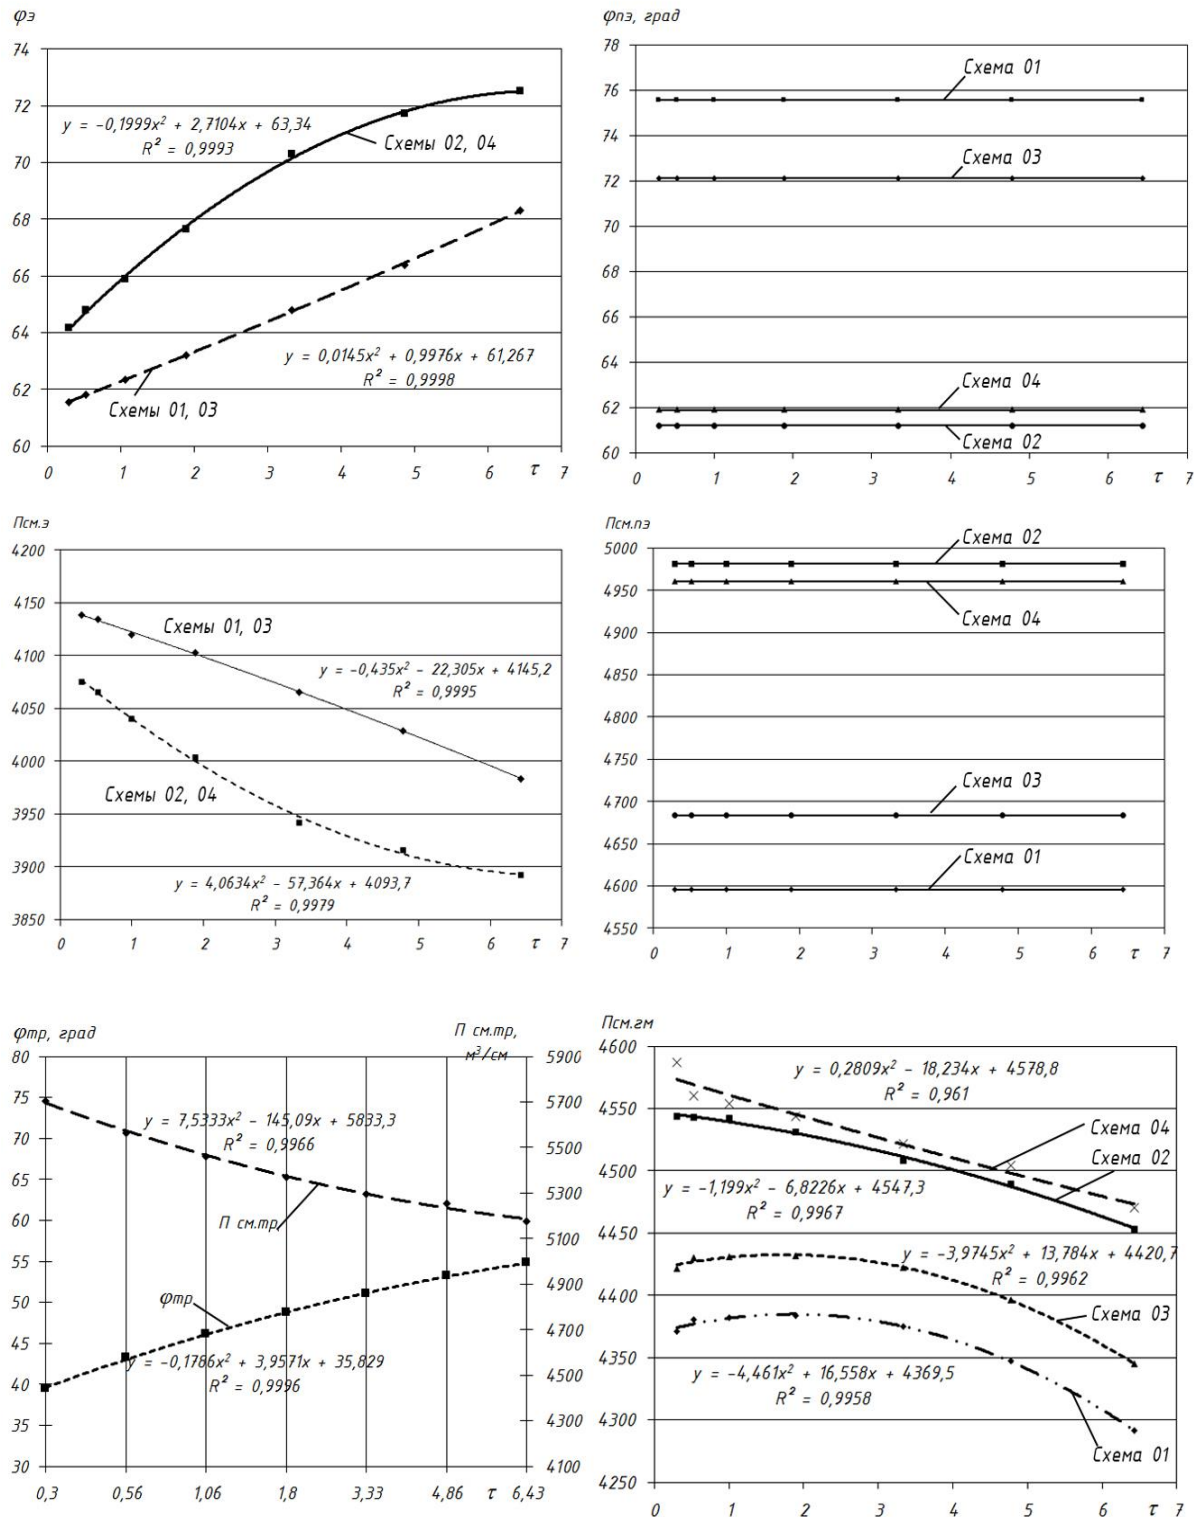 φэ
74
72
70
68
66
64
62
60
y = -0,1999x² + 2,7104x + 63,34
R² = 0,9993
Схемы 02, 04
y = 0,0145x² + 0,9976x + 61,267
R² = 0,9998
Схемы 01, 03
0 1 2 3 4 5 6 τ 7
φпэ, град
78
76
74
72
70
68
66
64
62
60
Схема 01
Схема 03
Схема 04
Схема 02
0 1 2 3 4 5 6 τ 7
Псм.э
4200
4150
4100
4050
4000
3950
3900
3850
Схемы 01, 03
y = -0,435x² - 22,305x + 4145,2
R² = 0,9995
Схемы 02, 04
y = 4,0634x² - 57,364x + 4093,7
R² = 0,9979
0 1 2 3 4 5 6 τ 7
Псм.пэ
5000
4950
4900
4850
4800
4750
4700
4650
4600
4550
Схема 02
Схема 04
Схема 03
Схема 01
0 1 2 3 4 5 6 τ 7
φтр, град
П см.тр,
м³/см
80
75
70
65
60
55
50
45
40
35
30
5900
5700
5500
5300
5100
4900
4700
4500
4300
4100
y = 7,5333x² - 145,09x + 5833,3
R² = 0,9966
П см.тр
φтр
y = -0,1786x² + 3,9571x + 35,829
R² = 0,9996
0,3 0,56 1,06 1,8 3,33 4,86 τ 6,43
Псм.гм
4600
4550
4500
4450
4400
4350
4300
4250
y = 0,2809x² - 18,234x + 4578,8
R² = 0,961
Схема 04
Схема 02
y = -1,199x² - 6,8226x + 4547,3
R² = 0,9967
y = -3,9745x² + 13,784x + 4420,7
R² = 0,9962
Схема 03
y = -4,461x² + 16,558x + 4369,5
R² = 0,9958
Схема 01
0 1 2 3 4 5 6 τ 7